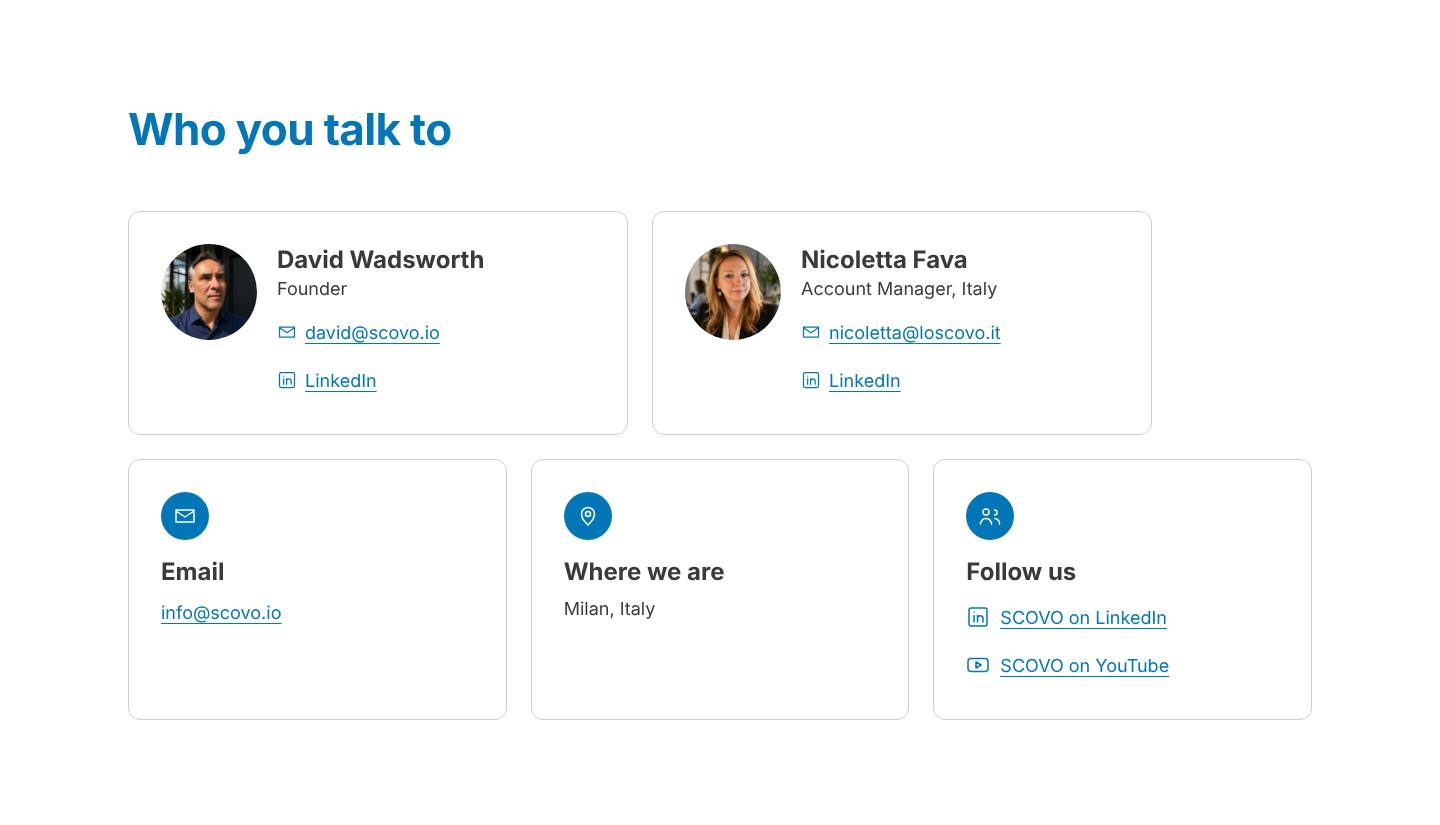 Who you talk to
David Wadsworth
Founder
david@scovo.io
LinkedIn
Nicoletta Fava
Account Manager, Italy
nicoletta@loscovo.it
LinkedIn
Email
info@scovo.io
Where we are
Milan, Italy
Follow us
SCOVO on LinkedIn
SCOVO on YouTube